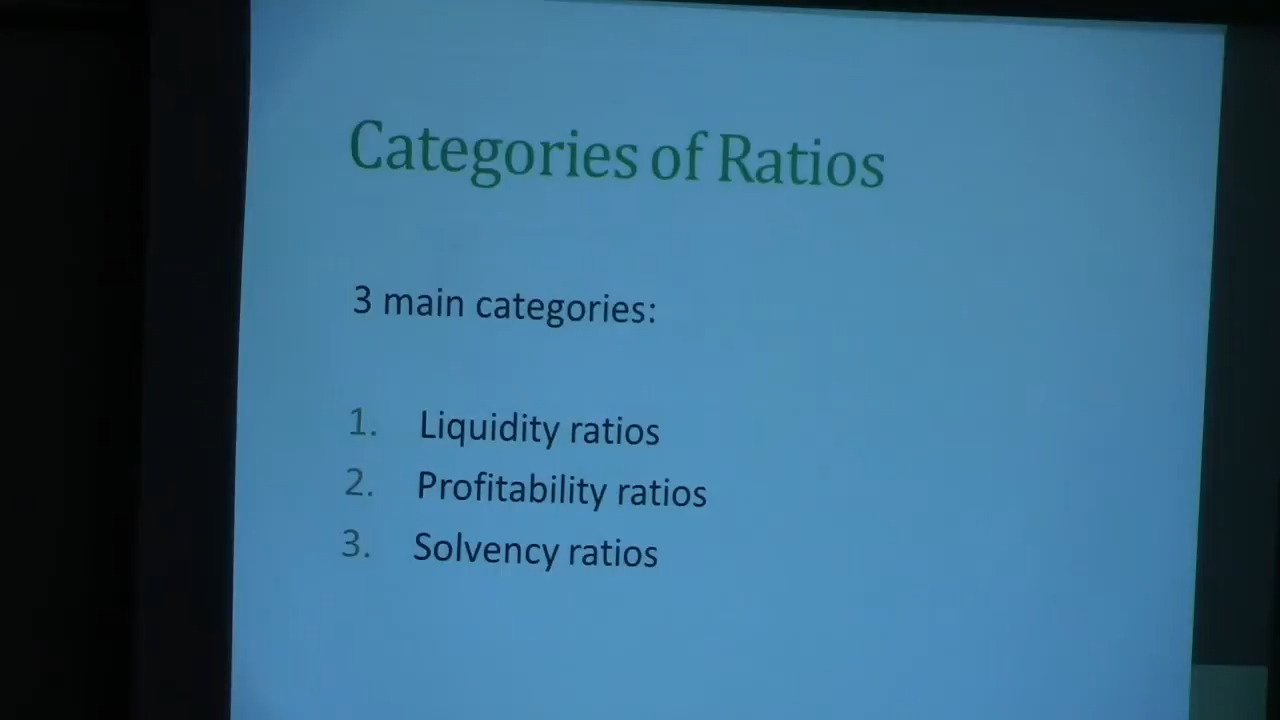 Categories of Ratios
3 main categories:
1. Liquidity ratios
2. Profitability ratios
3. Solvency ratios